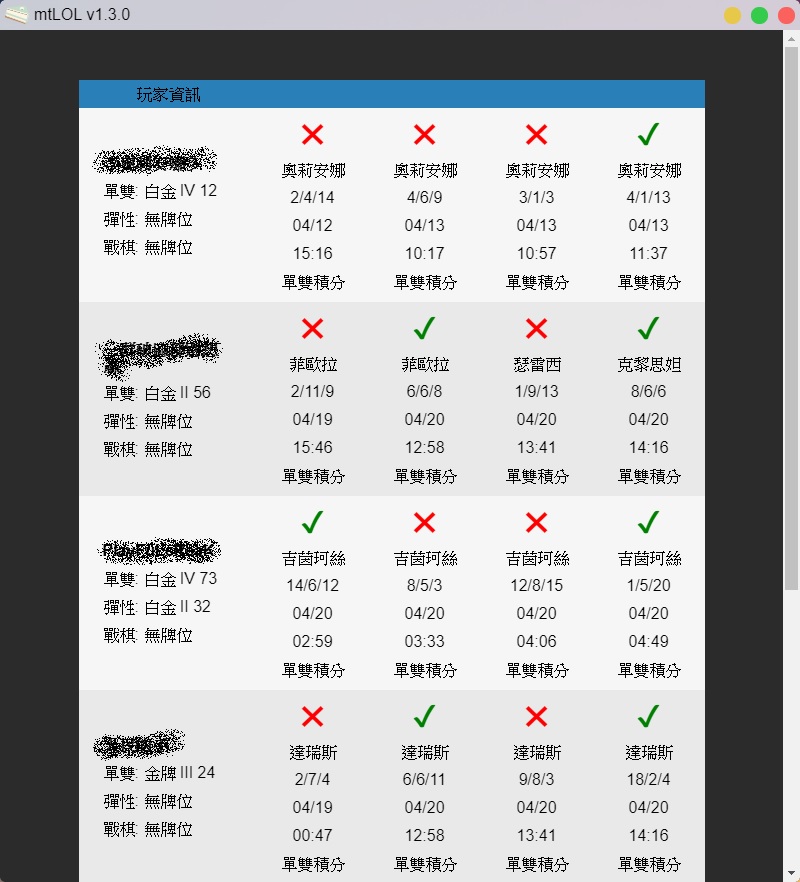 mtLOL v1.3.0
玩家資訊
單雙: 白金 IV 12
彈性: 無牌位
戰棋: 無牌位
奧莉安娜 奧莉安娜 奧莉安娜 奧莉安娜
2/4/14 4/6/9 3/1/3 4/1/13
04/12 04/13 04/13 04/13
15:16 10:17 10:57 11:37
單雙積分 單雙積分 單雙積分 單雙積分
單雙: 白金 II 56
彈性: 無牌位
戰棋: 無牌位
菲歐拉 菲歐拉 瑟雷西 克黎思妲
2/11/9 6/6/8 1/9/13 8/6/6
04/19 04/20 04/20 04/20
15:46 12:58 13:41 14:16
單雙積分 單雙積分 單雙積分 單雙積分
單雙: 白金 IV 73
彈性: 白金 II 32
戰棋: 無牌位
吉茵珂絲 吉茵珂絲 吉茵珂絲 吉茵珂絲
14/6/12 8/5/3 12/8/15 1/5/20
04/20 04/20 04/20 04/20
02:59 03:33 04:06 04:49
單雙積分 單雙積分 單雙積分 單雙積分
單雙: 金牌 III 24
彈性: 無牌位
戰棋: 無牌位
達瑞斯 達瑞斯 達瑞斯 達瑞斯
2/7/4 6/6/11 9/8/3 18/2/4
04/19 04/20 04/20 04/20
00:47 12:58 13:41 14:16
單雙積分 單雙積分 單雙積分 單雙積分